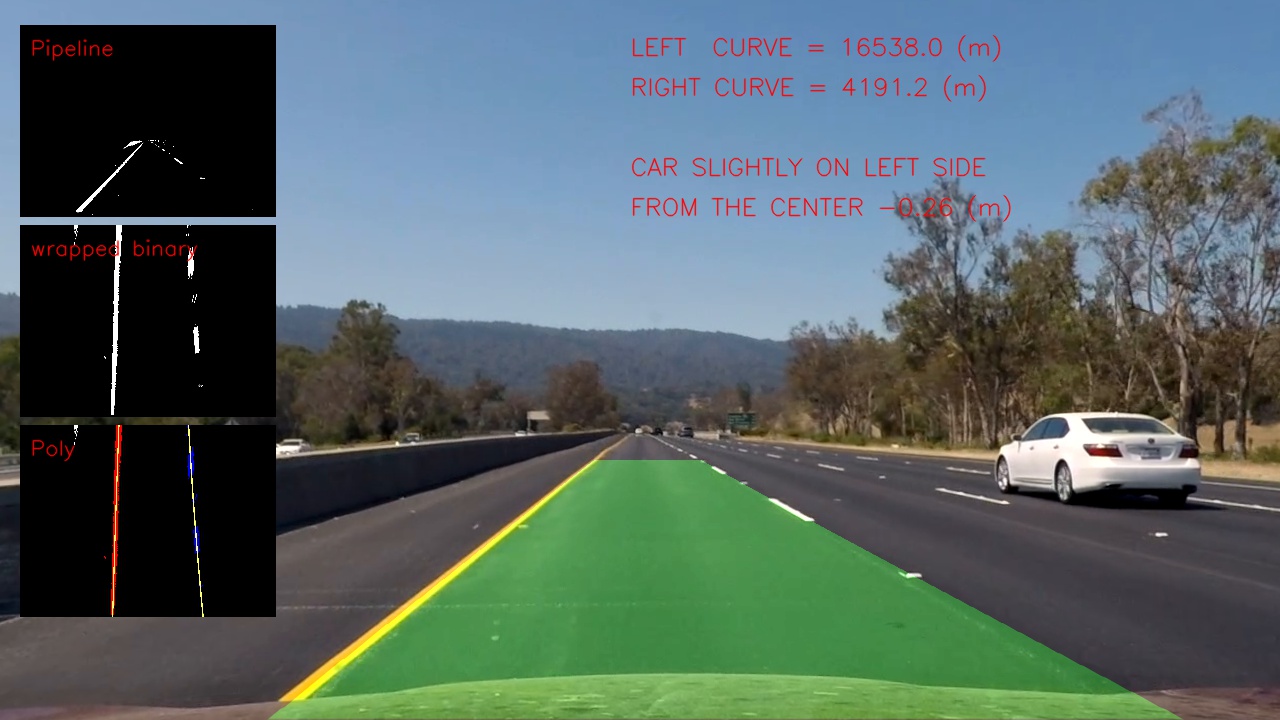 Pipeline
LEFT CURVE = 16538.0 (m)
RIGHT CURVE = 4191.2 (m)
CAR SLIGHTLY ON LEFT SIDE
FROM THE CENTER -0.26 (m)
wrapped binary
Poly